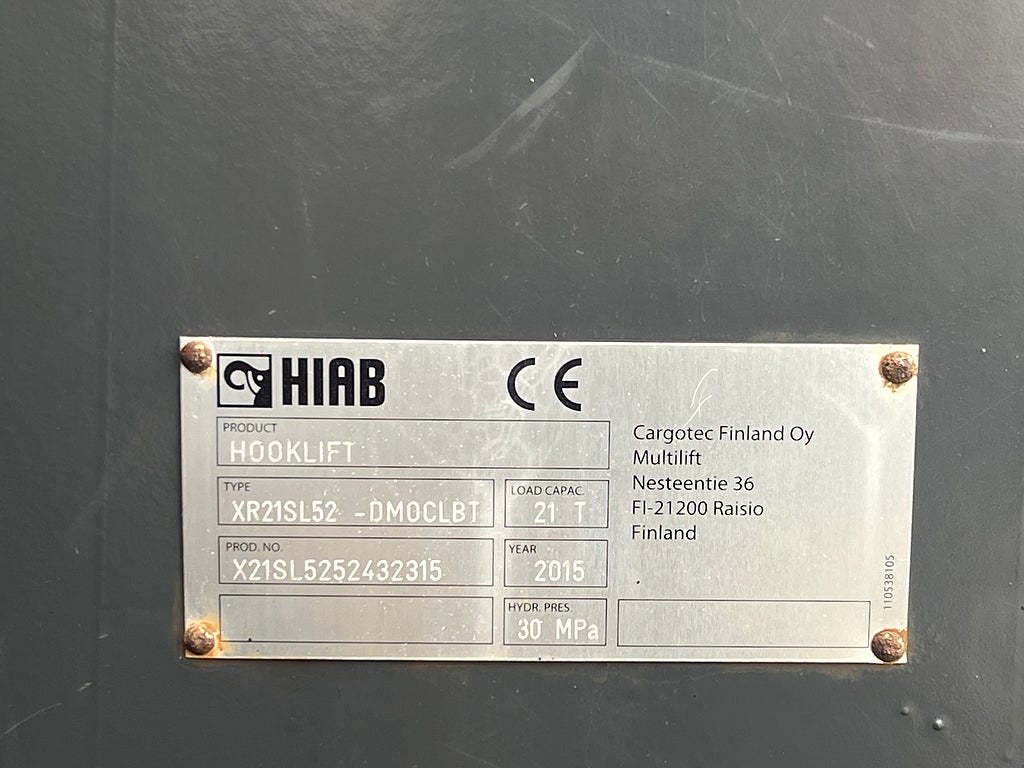 HIAB CE
PRODUCT
HOOKLIFT
TYPE
XR21SL52 -DMOCLBT
LOAD CAPAC.
21 T
PROD. NO.
X21SL5252432315
YEAR
2015
HYDR. PRES.
30 MPa
Cargotec Finland Oy
Multilift
Nesteentie 36
FI-21200 Raisio
Finland
110538105